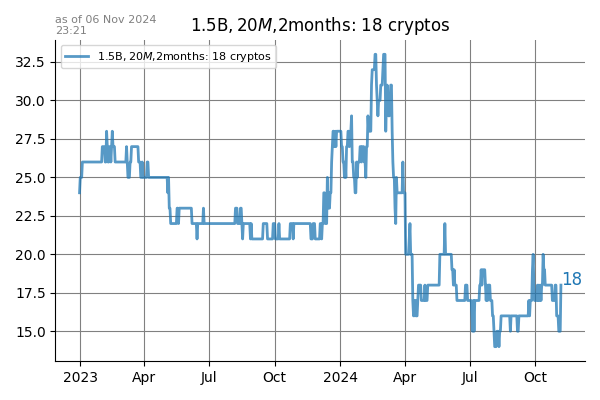 as of 06 Nov 2024
23:21
1.5B, 20M,2months: 18 cryptos
1.5B, 20M,2months: 18 cryptos
32.5
30.0
27.5
25.0
22.5
20.0
17.5
15.0
18
2023 Apr Jul Oct 2024 Apr Jul Oct